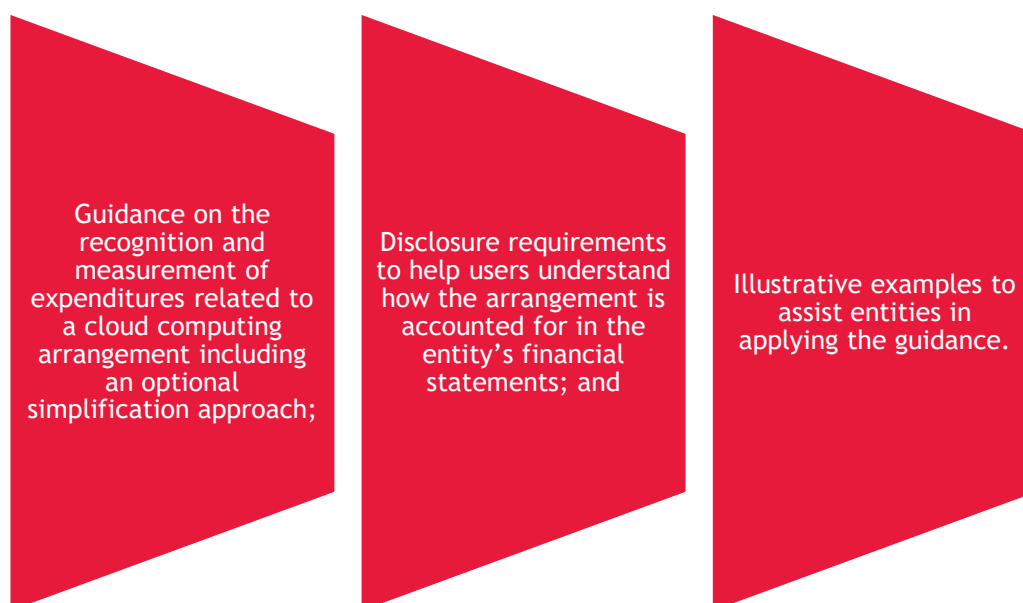 Guidance on the
recognition and
measurement of
expenditures related to
a cloud computing
arrangement including
an optional
simplification approach;
Disclosure requirements
to help users understand
how the arrangement is
accounted for in the
entity’s financial
statements; and
Illustrative examples to
assist entities in
applying the guidance.